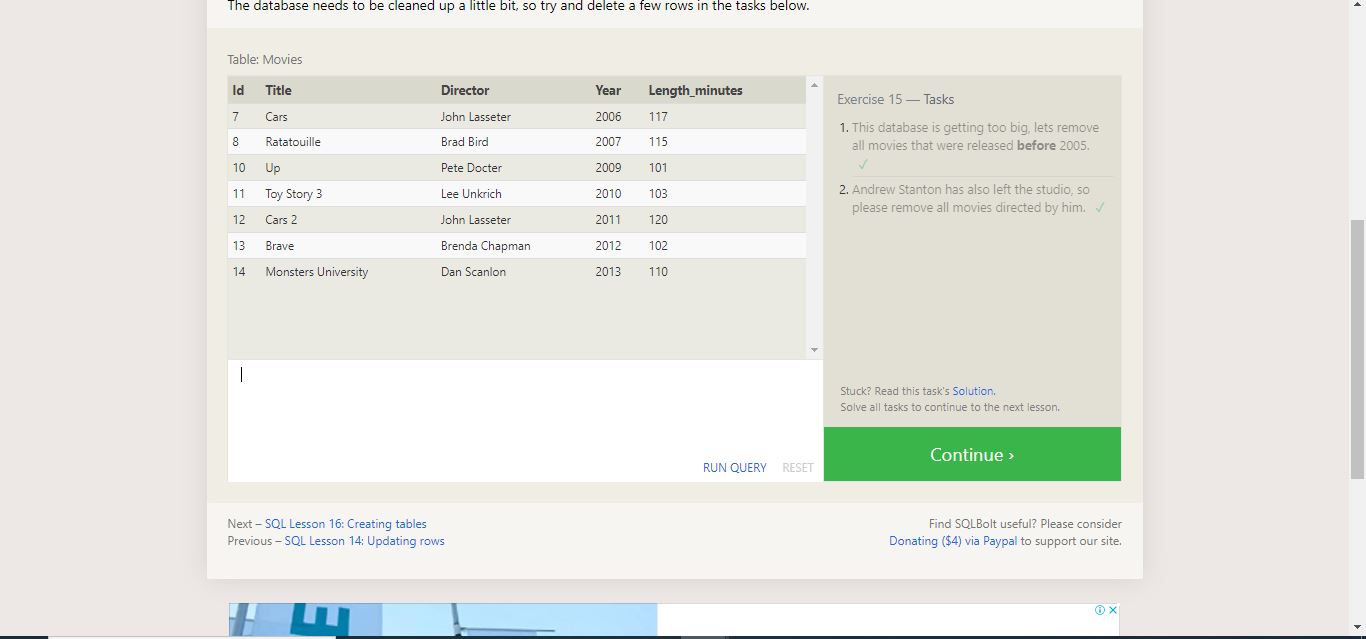 The database needs to be cleaned up a little bit, so try and delete a few rows in the tasks below.
Table: Movies
Id Title Director Year Length_minutes
7 Cars John Lasseter 2006 117
8 Ratatouille Brad Bird 2007 115
10 Up Pete Docter 2009 101
11 Toy Story 3 Lee Unkrich 2010 103
12 Cars 2 John Lasseter 2011 120
13 Brave Brenda Chapman 2012 102
14 Monsters University Dan Scanlon 2013 110
RUN QUERY RESET
Exercise 15 — Tasks
1. This database is getting too big, lets remove
all movies that were released before 2005.
✓
2. Andrew Stanton has also left the studio, so
please remove all movies directed by him. ✓
Stuck? Read this task's Solution.
Solve all tasks to continue to the next lesson.
Continue ›
Next – SQL Lesson 16: Creating tables
Previous – SQL Lesson 14: Updating rows
Find SQLBolt useful? Please consider
Donating ($4) via Paypal to support our site.
E